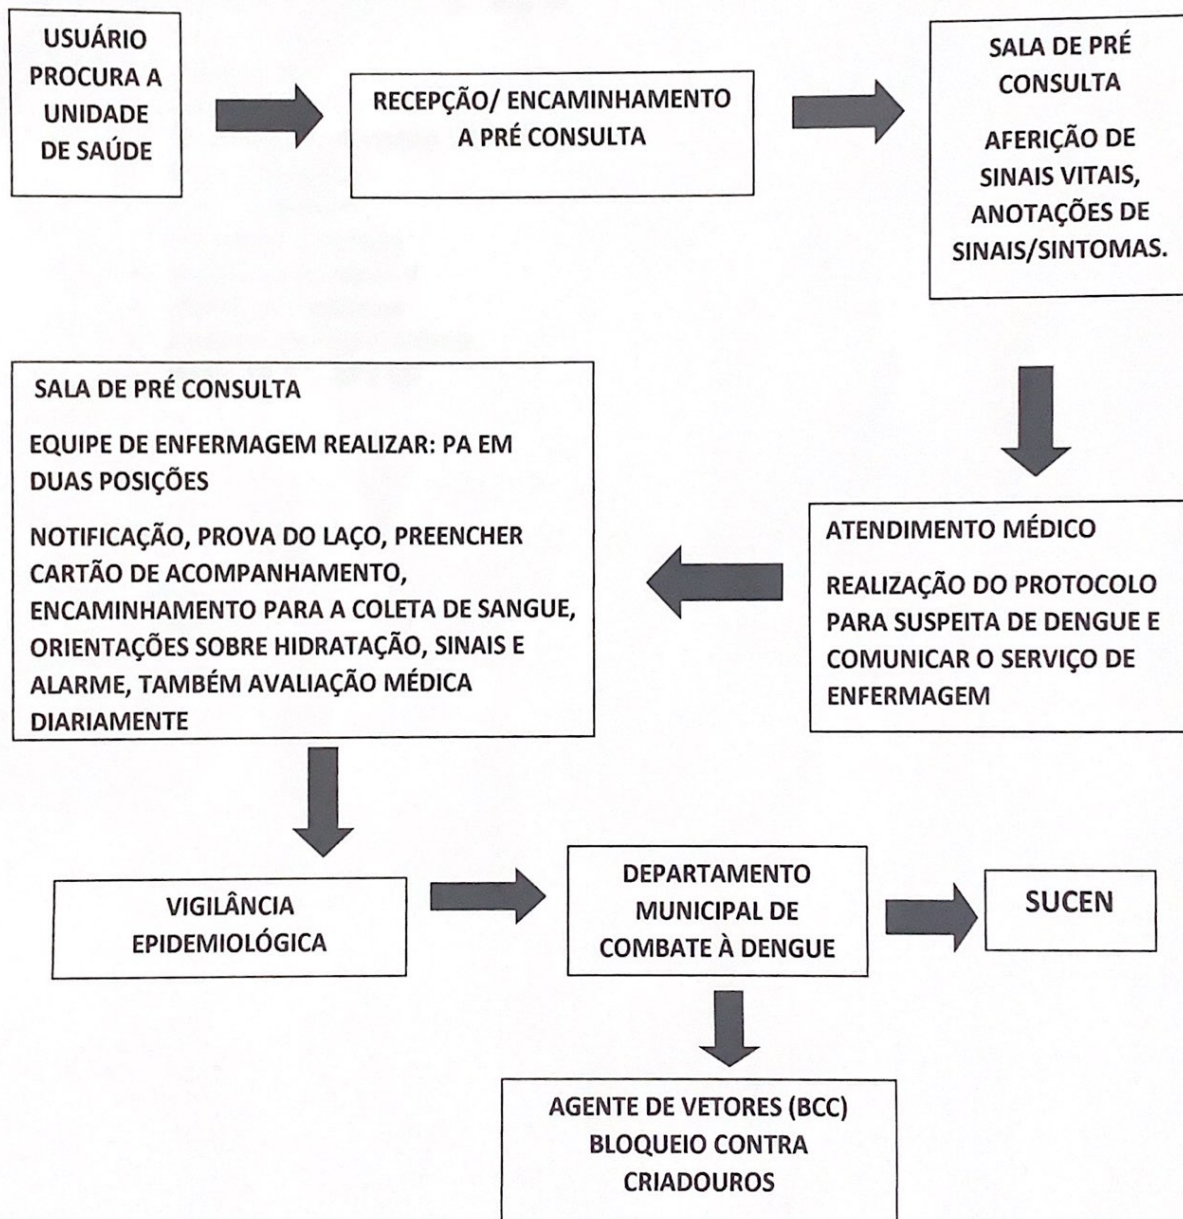 USUÁRIO
PROCURA A
UNIDADE
DE SAÚDE
RECEPÇÃO/ ENCAMINHAMENTO
A PRÉ CONSULTA
SALA DE PRÉ
CONSULTA
AFERIÇÃO DE
SINAIS VITAIS,
ANOTAÇÕES DE
SINAIS/SINTOMAS.
ATENDIMENTO MÉDICO
REALIZAÇÃO DO PROTOCOLO
PARA SUSPEITA DE DENGUE E
COMUNICAR O SERVIÇO DE
ENFERMAGEM
SALA DE PRÉ CONSULTA
EQUIPE DE ENFERMAGEM REALIZAR: PA EM
DUAS POSIÇÕES
NOTIFICAÇÃO, PROVA DO LAÇO, PREENCHER
CARTÃO DE ACOMPANHAMENTO,
ENCAMINHAMENTO PARA A COLETA DE SANGUE,
ORIENTAÇÕES SOBRE HIDRATAÇÃO, SINAIS E
ALARME, TAMBÉM AVALIAÇÃO MÉDICA
DIARIAMENTE
VIGILÂNCIA
EPIDEMIOLÓGICA
DEPARTAMENTO
MUNICIPAL DE
COMBATE À DENGUE
SUCEN
AGENTE DE VETORES (BCC)
BLOQUEIO CONTRA
CRIADOUROS